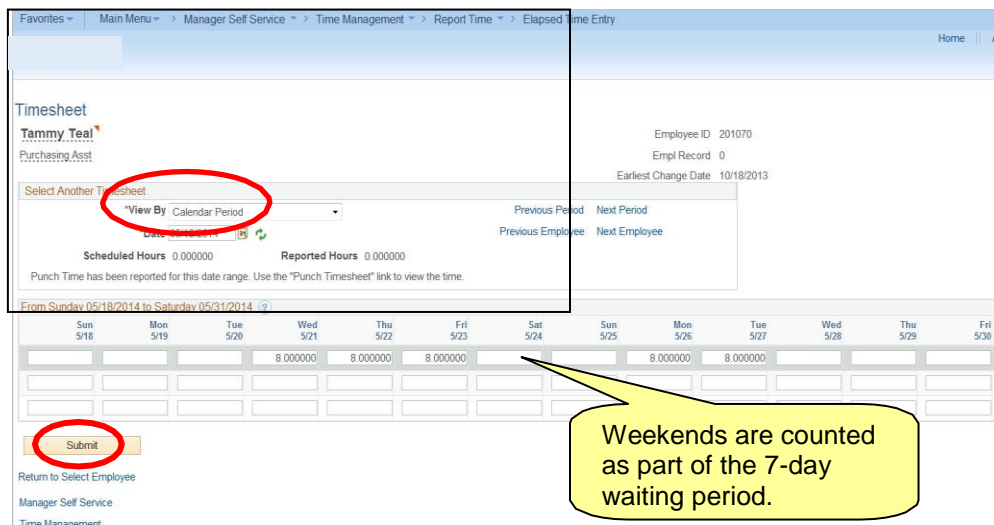 Favorites Main Menu > Manager Self Service > Time Management > Report Time > Elapsed Time Entry
Home
Timesheet
Tammy Teal
Employee ID 201070
Purchasing Asst
Empl Record 0
Earliest Change Date 10/18/2013
Select Another Timesheet
*View By Calendar Period Previous Period Next Period
Date Previous Employee Next Employee
Scheduled Hours 0.000000 Reported Hours 0.000000
Punch Time has been reported for this date range. Use the "Punch Timesheet" link to view the time.
From Sunday 05/18/2014 to Saturday 05/31/2014
Sun Mon Tue Wed Thu Fri Sat Sun Mon Tue Wed Thu Fri
5/18 5/19 5/20 5/21 5/22 5/23 5/24 5/25 5/26 5/27 5/28 5/29 5/30
8.000000 8.000000 8.000000 8.000000 8.000000
Weekends are counted
as part of the 7-day
waiting period.
Submit
Return to Select Employee
Manager Self Service
Time Management